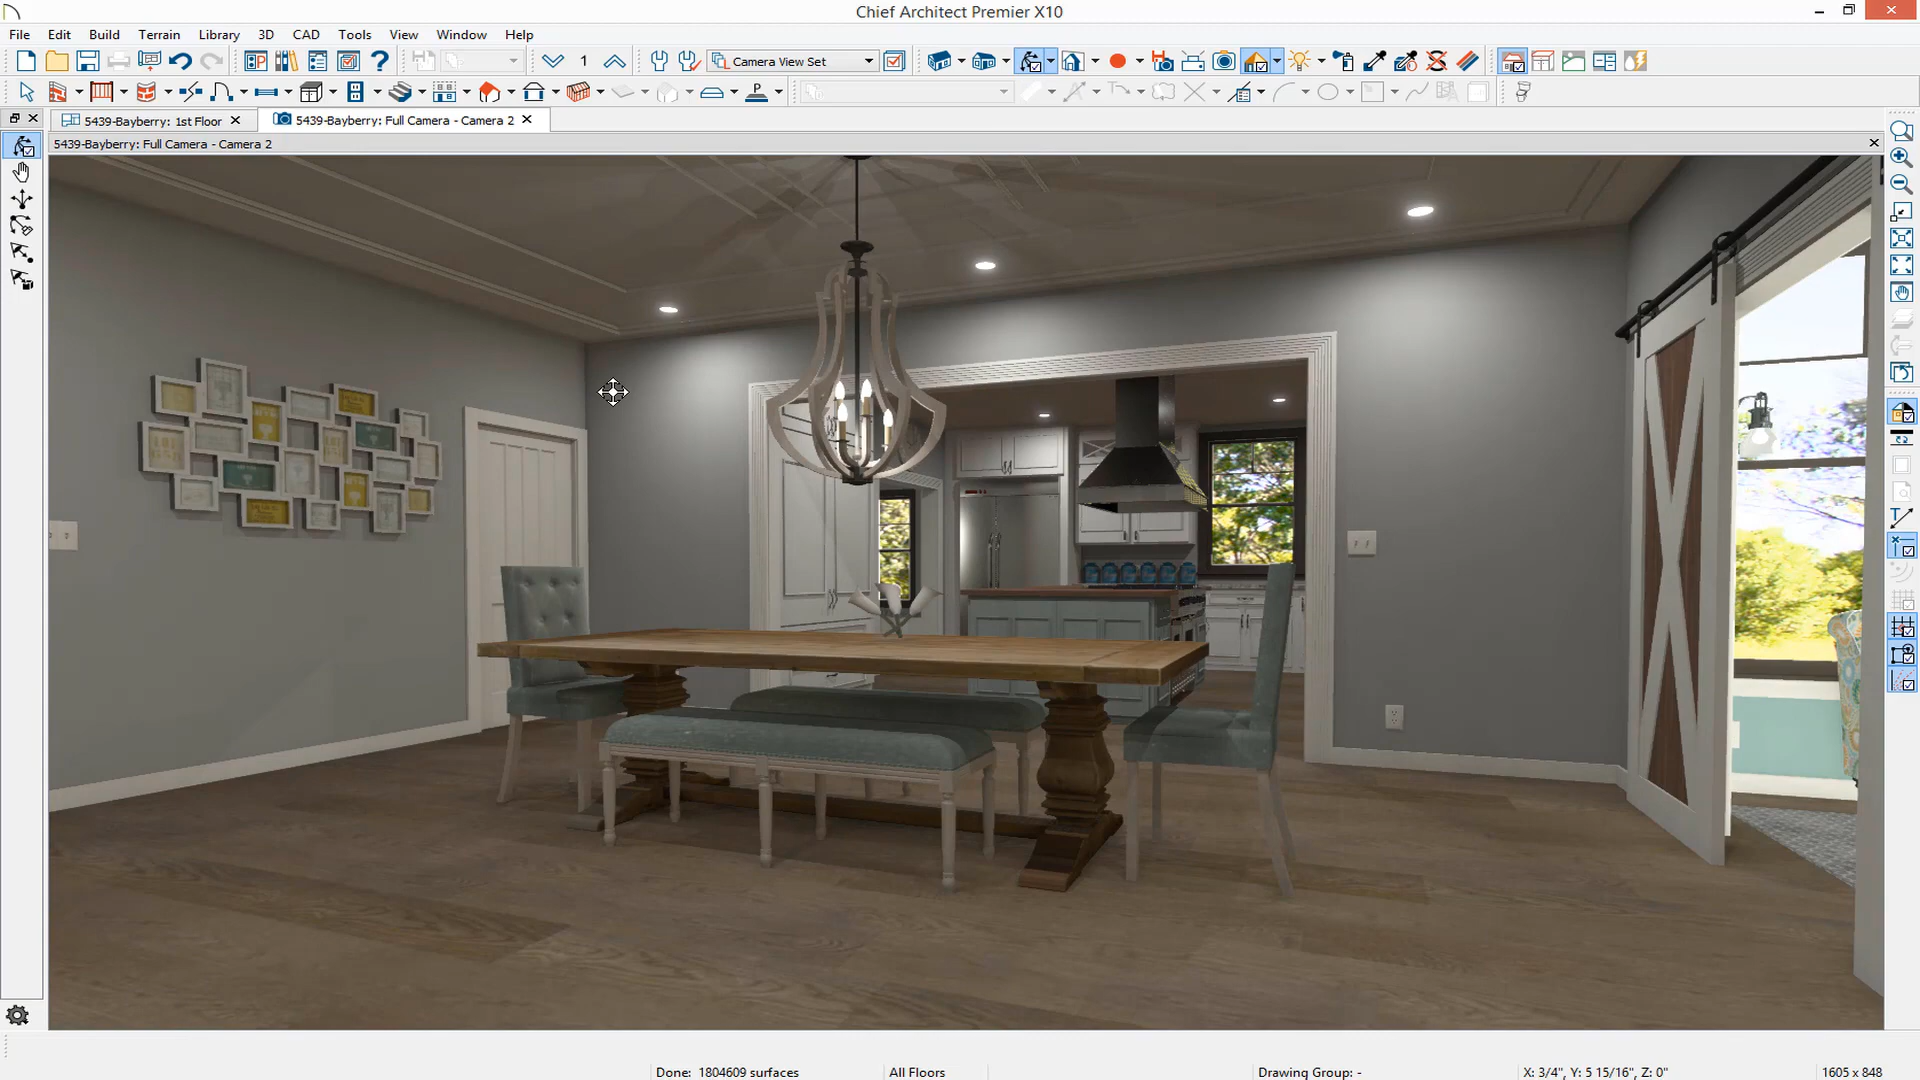 Chief Architect Premier X10
File Edit Build Terrain Library 3D CAD Tools View Window Help
1 Camera View Set
5439-Bayberry: 1st Floor 5439-Bayberry: Full Camera - Camera 2
5439-Bayberry: Full Camera - Camera 2
Done: 1804609 surfaces All Floors Drawing Group: - X: 3/4", Y: 5 15/16", Z: 0" 1605 x 848